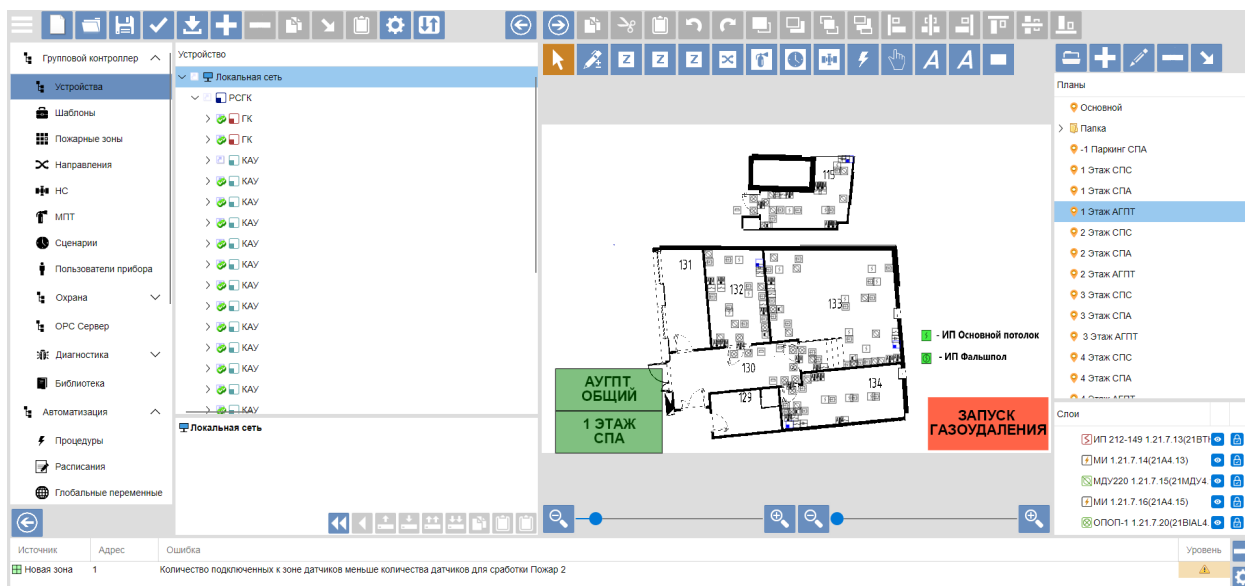 Групповой контроллер
Устройства
Шаблоны
Пожарные зоны
Направления
НС
МПТ
Сценарии
Пользователи прибора
Охрана
OPC Сервер
Диагностика
Библиотека
Автоматизация
Процедуры
Расписания
Глобальные переменные
Устройство
Локальная сеть
РСГК
ГК
ГК
КАУ
КАУ
КАУ
КАУ
КАУ
КАУ
КАУ
КАУ
КАУ
КАУ
КАУ
КАУ
КАУ
Локальная сеть
Z
Z
Z
A
A
115
131
132
133
130
129
134
- ИП Основной потолок
- ИП Фальшпол
АУГПТ
ОБЩИЙ
1 ЭТАЖ
СПА
ЗАПУСК
ГАЗОУДАЛЕНИЯ
Планы
Основной
Папка
-1 Паркинг СПА
1 Этаж СПС
1 Этаж СПА
1 Этаж АГПТ
2 Этаж СПС
2 Этаж СПА
2 Этаж АГПТ
3 Этаж СПС
3 Этаж СПА
3 Этаж АГПТ
4 Этаж СПС
4 Этаж СПА
4 Этаж АГПТ
Слои
ИП 212-149 1.21.7.13(21BTH
МИ 1.21.7.14(21A4.13)
МДУ220 1.21.7.15(21МДУ4.
МИ 1.21.7.16(21A4.15)
ОПОП-1 1.21.7.20(21BIAL4.
Источник Адрес Ошибка Уровень
Новая зона 1 Количество подключенных к зоне датчиков меньше количества датчиков для сработки Пожар 2